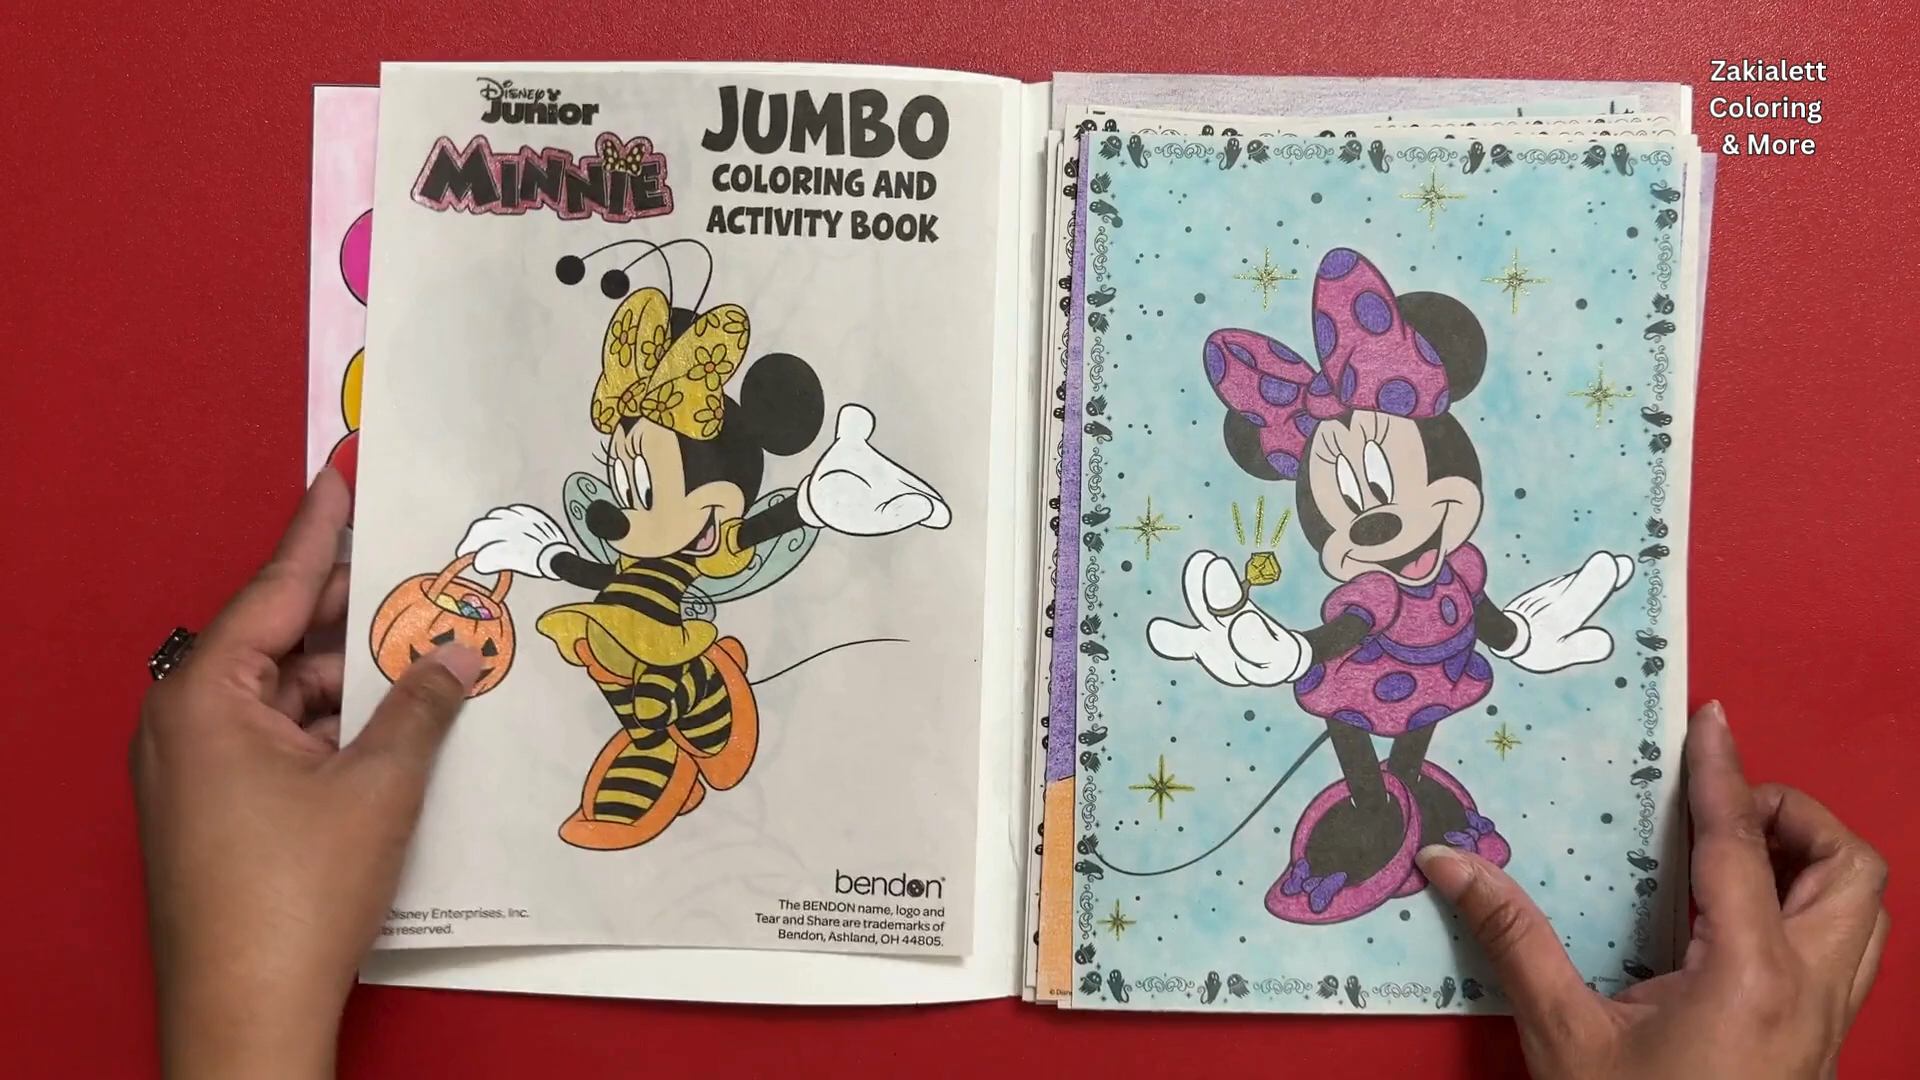 Disney
Junior
MINNIE
JUMBO
COLORING AND
ACTIVITY BOOK
bendon
The BENDON name, logo and
Tear and Share are trademarks of
Bendon, Ashland, OH 44805.
Disney Enterprises, Inc.
reserved.
Zakialett
Coloring
& More